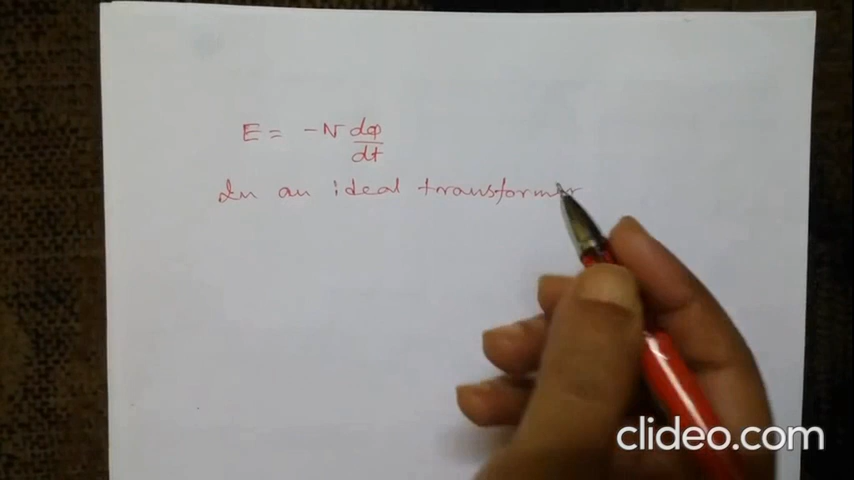 E = -N dφ/dt
In an ideal transformer
clideo.com